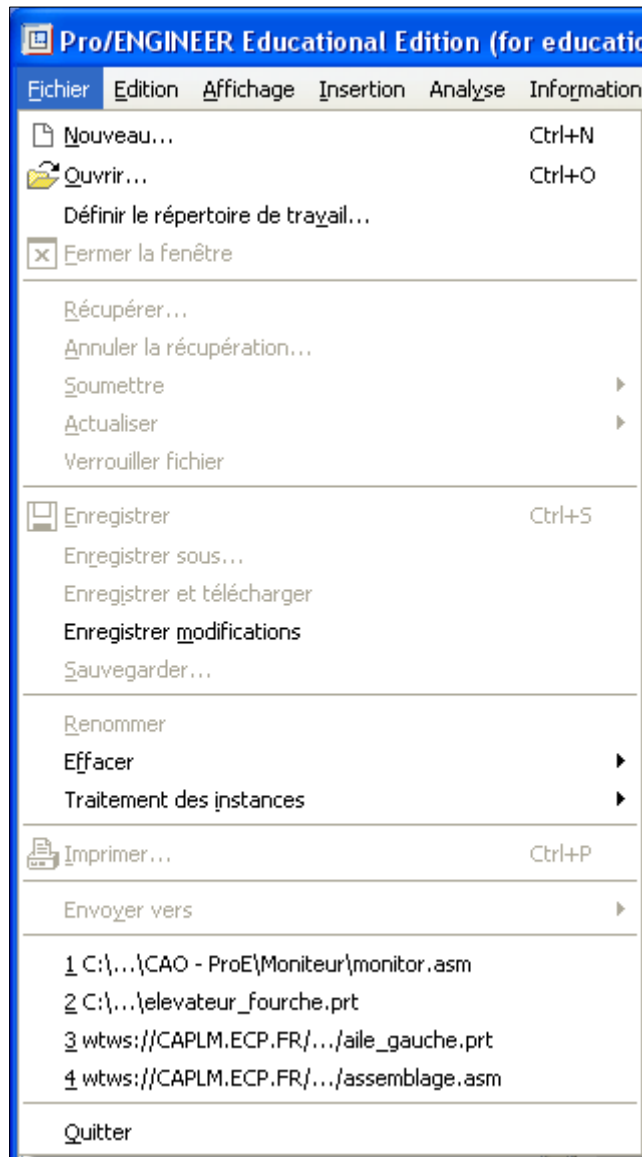 Pro/ENGINEER Educational Edition (for educatio
Fichier Edition Affichage Insertion Analyse Information
Nouveau... Ctrl+N
Ouvrir... Ctrl+O
Définir le répertoire de travail...
Fermer la fenêtre
Récupérer...
Annuler la récupération...
Soumettre
Actualiser
Verrouiller fichier
Enregistrer Ctrl+S
Enregistrer sous...
Enregistrer et télécharger
Enregistrer modifications
Sauvegarder...
Renommer
Effacer
Traitement des instances
Imprimer... Ctrl+P
Envoyer vers
1 C:\...\CAO - ProE\Moniteur\monitor.asm
2 C:\...\elevateur_fourche.prt
3 wtws://CAPLM.ECP.FR/.../aile_gauche.prt
4 wtws://CAPLM.ECP.FR/.../assemblage.asm
Quitter